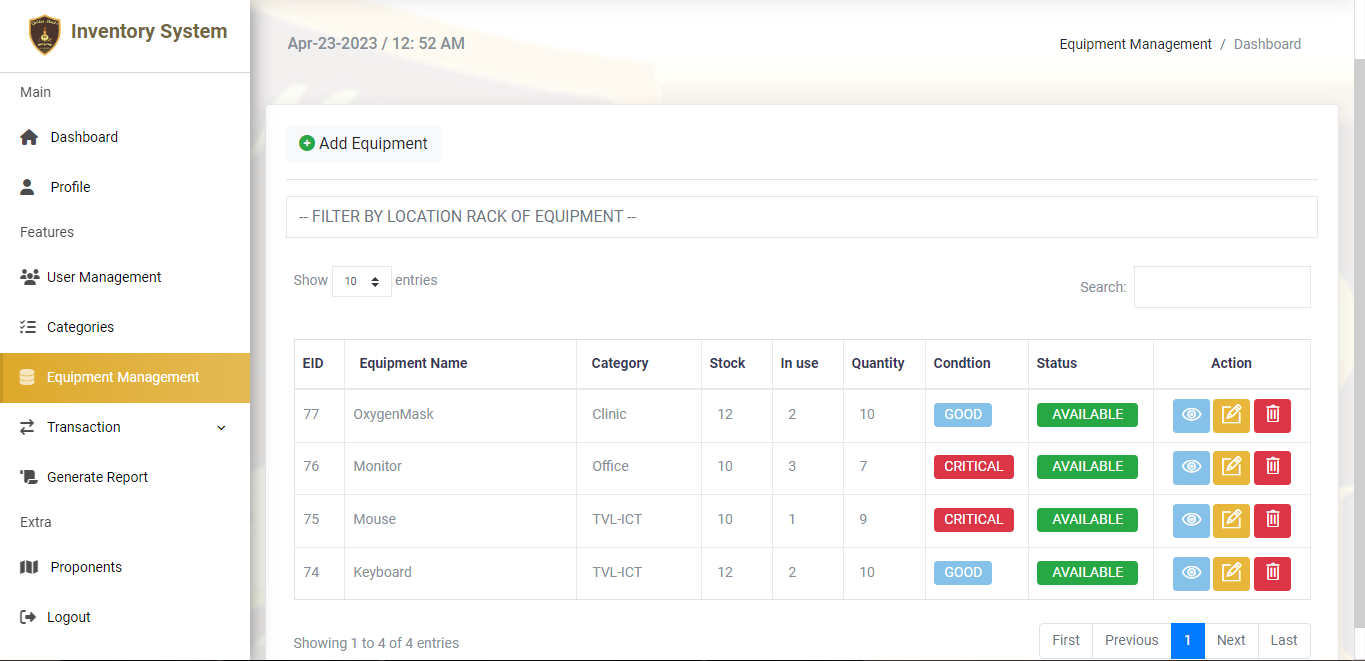 Inventory System
Main
Dashboard
Profile
Features
User Management
Categories
Equipment Management
Transaction
Generate Report
Extra
Proponents
Logout
Apr-23-2023 / 12: 52 AM
Equipment Management / Dashboard
Add Equipment
-- FILTER BY LOCATION RACK OF EQUIPMENT --
Show 10 entries
Search:
EID Equipment Name Category Stock In use Quantity Condtion Status Action
77 OxygenMask Clinic 12 2 10 GOOD AVAILABLE
76 Monitor Office 10 3 7 CRITICAL AVAILABLE
75 Mouse TVL-ICT 10 1 9 CRITICAL AVAILABLE
74 Keyboard TVL-ICT 12 2 10 GOOD AVAILABLE
Showing 1 to 4 of 4 entries
First Previous 1 Next Last